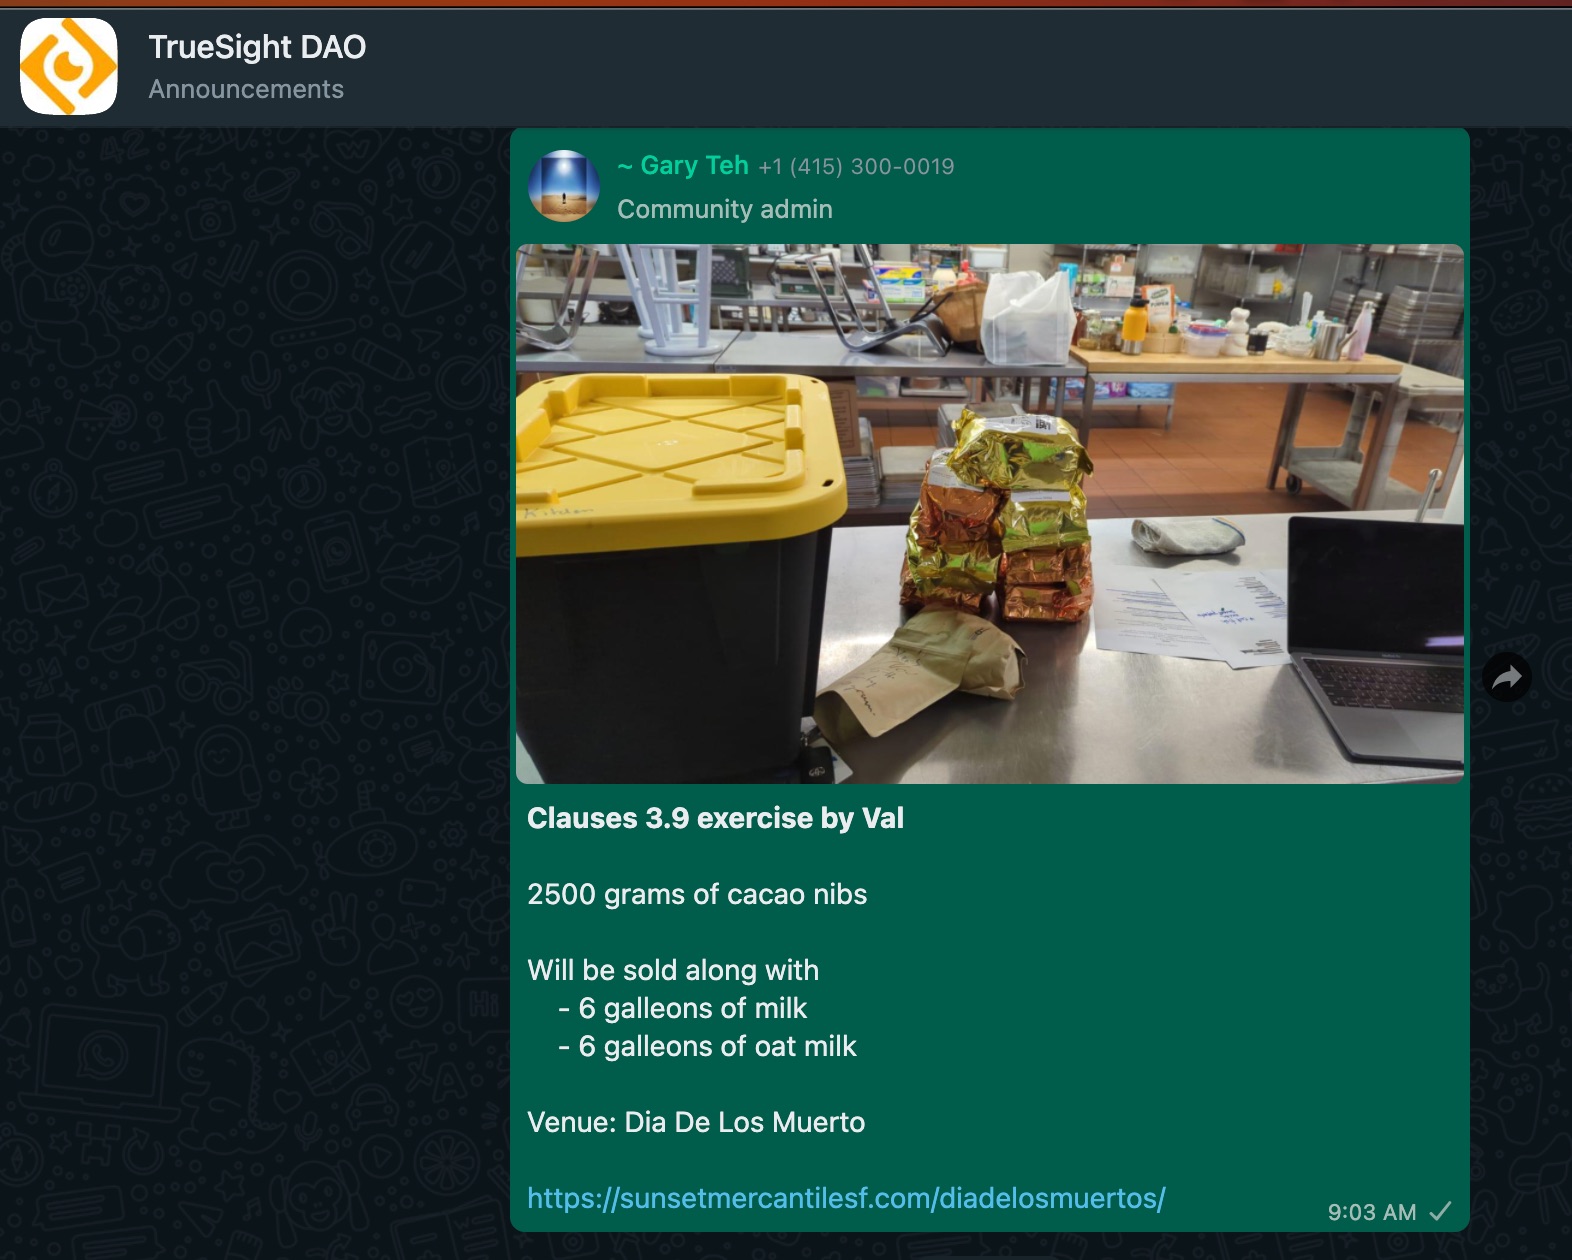 TrueSight DAO
Announcements
~ Gary Teh +1 (415) 300-0019
Community admin
Kitchen
Clauses 3.9 exercise by Val
2500 grams of cacao nibs
Will be sold along with
- 6 galleons of milk
- 6 galleons of oat milk
Venue: Dia De Los Muerto
https://sunsetmercantilesf.com/diadelosmuertos/
9:03 AM